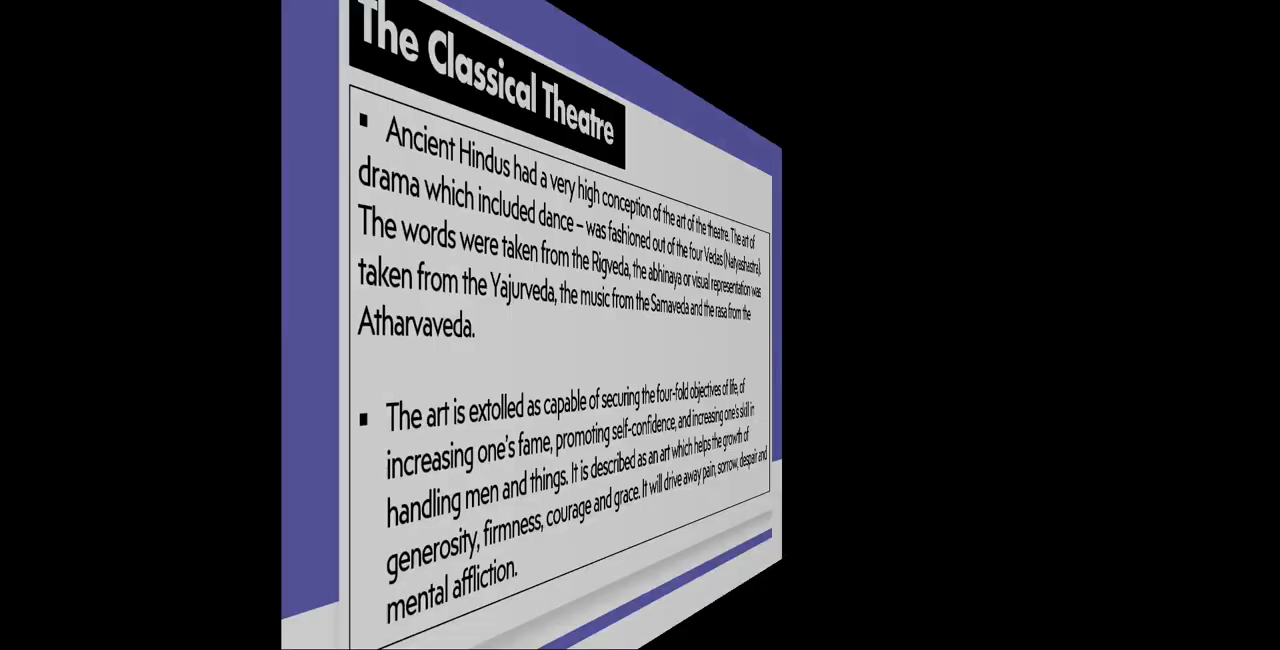 The Classical Theatre
▪ Ancient Hindus had a very high conception of the art of the theatre. The art of
drama which included dance – was fashioned out of the four Vedas (Natyashastra).
The words were taken from the Rigveda, the abhinaya or visual representation was
taken from the Yajurveda, the music from the Samaveda and the rasa from the
Atharvaveda.
▪ The art is extolled as capable of securing the four-fold objectives of life, of
increasing one's fame, promoting self-confidence, and increasing one's skill in
handling men and things. It is described as an art which helps the growth of
generosity, firmness, courage and grace. It will drive away pain, sorrow, despair and
mental affliction.